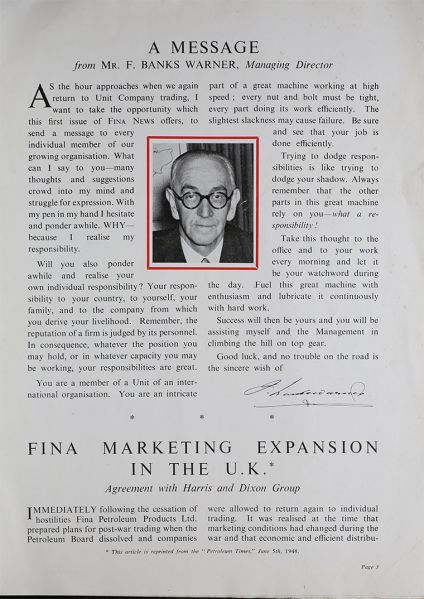 A MESSAGE
from MR. F. BANKS WARNER, Managing Director
AS the hour approaches when we again
return to Unit Company trading, I
want to take the opportunity which
this first issue of FINA NEWS offers, to
send a message to every
individual member of our
growing organisation. What
can I say to you—many
thoughts and suggestions
crowd into my mind and
struggle for expression. With
my pen in my hand I hesitate
and ponder awhile. WHY—
because I realise my
responsibility.
Will you also ponder
awhile and realise your
own individual responsibility? Your respon-
sibility to your country, to yourself, your
family, and to the company from which
you derive your livelihood. Remember, the
reputation of a firm is judged by its personnel.
In consequence, whatever the position you
may hold, or in whatever capacity you may
be working, your responsibilities are great.
You are a member of a Unit of an inter-
national organisation. You are an intricate
part of a great machine working at high
speed; every nut and bolt must be tight,
every part doing its work efficiently. The
slightest slackness may cause failure. Be sure
and see that your job is
done efficiently.
Trying to dodge respon-
sibilities is like trying to
dodge your shadow. Always
remember that the other
parts in this great machine
rely on you—what a re-
sponsibility!
Take this thought to the
office and to your work
every morning and let it
be your watchword during
the day. Fuel this great machine with
enthusiasm and lubricate it continuously
with hard work.
Success will then be yours and you will be
assisting myself and the Management in
climbing the hill on top gear.
Good luck, and no trouble on the road is
the sincere wish of
* * *
FINA MARKETING EXPANSION
IN THE U.K.*
Agreement with Harris and Dixon Group
IMMEDIATELY following the cessation of
hostilities Fina Petroleum Products Ltd.
prepared plans for post-war trading when the
Petroleum Board dissolved and companies
were allowed to return again to individual
trading. It was realised at the time that
marketing conditions had changed during the
war and that economic and efficient distribu-
* This article is reprinted from the "Petroleum Times," June 5th, 1948.
Page 3